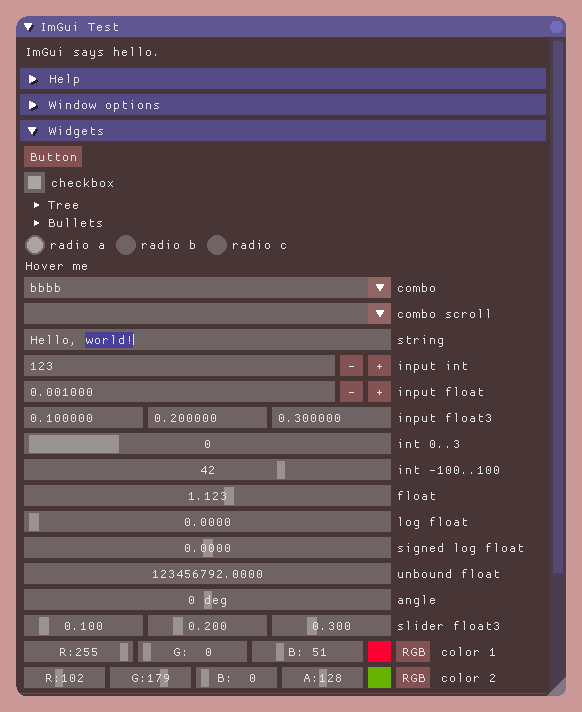 ImGui Test
ImGui says hello.
Help
Window options
Widgets
Button
checkbox
Tree
Bullets
radio a radio b radio c
Hover me
bbbb combo
combo scroll
Hello, world! string
123 - + input int
0.001000 - + input float
0.100000 0.200000 0.300000 input float3
0 int 0..3
42 int -100..100
1.123 float
0.0000 log float
0.0000 signed log float
123456792.0000 unbound float
0 deg angle
0.100 0.200 0.300 slider float3
R:255 G: 0 B: 51 RGB color 1
R:102 G:179 B: 0 A:128 RGB color 2